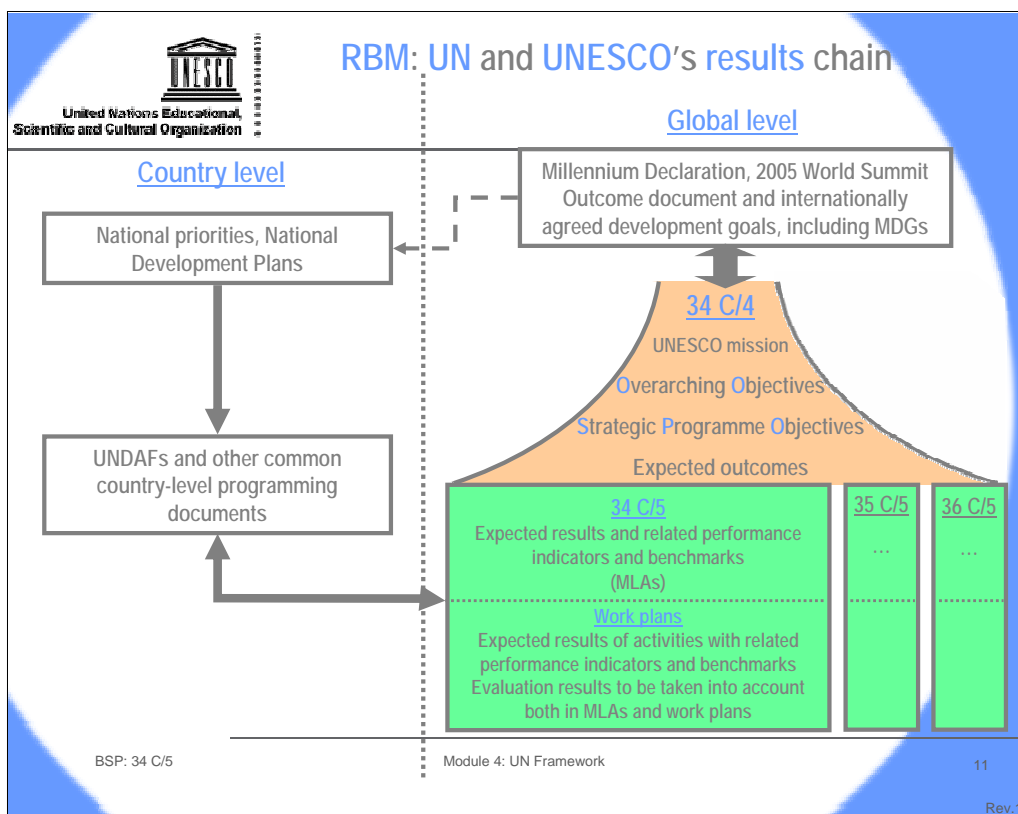 RBM: UN and UNESCO's results chain
UNESCO
United Nations Educational,
Scientific and Cultural Organization
Global level
Country level
Millennium Declaration, 2005 World Summit
Outcome document and internationally
agreed development goals, including MDGs
National priorities, National
Development Plans
34 C/4
UNESCO mission
Overarching Objectives
Strategic Programme Objectives
Expected outcomes
UNDAFs and other common
country-level programming
documents
34 C/5
Expected results and related performance
indicators and benchmarks
(MLAs)
Work plans
Expected results of activities with related
performance indicators and benchmarks
Evaluation results to be taken into account
both in MLAs and work plans
35 C/5
...
36 C/5
...
BSP: 34 C/5
Module 4: UN Framework
11
Rev.